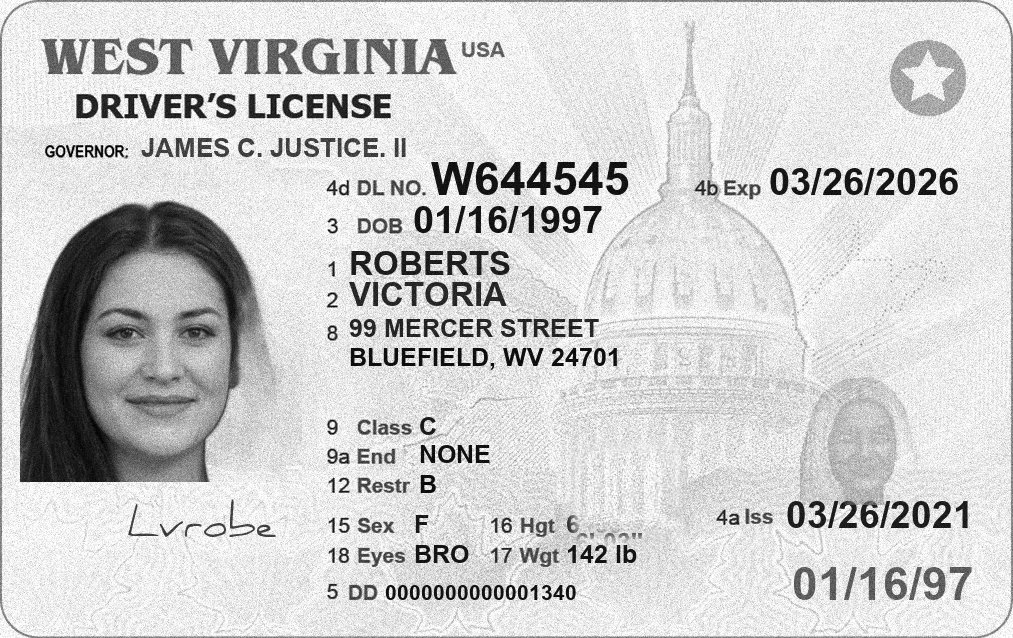 WEST VIRGINIA USA
DRIVER'S LICENSE
GOVERNOR: JAMES C. JUSTICE. II
4d DL NO. W644545 4b Exp 03/26/2026
3 DOB 01/16/1997
1 ROBERTS
2 VICTORIA
8 99 MERCER STREET
BLUEFIELD, WV 24701
9 Class C
9a End NONE
12 Restr B
Lvrobe
4a Iss 03/26/2021
15 Sex F 16 Hgt 6
18 Eyes BRO 17 Wgt 142 lb
5 DD 0000000000001340
01/16/97